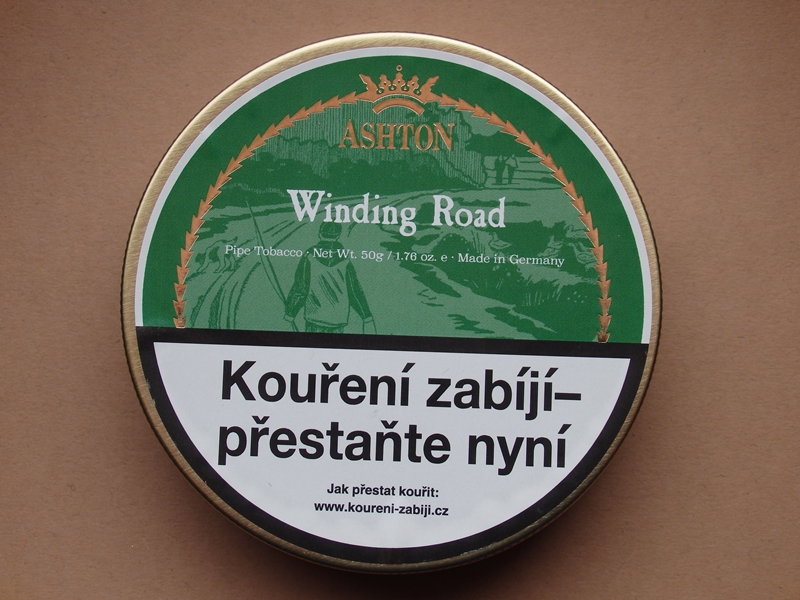 ASHTON
Winding Road
Pipe Tobacco · Net Wt. 50g / 1.76 oz. e · Made in Germany
Kouření zabíjí–
přestaňte nyní
Jak přestat kouřit:
www.koureni-zabiji.cz